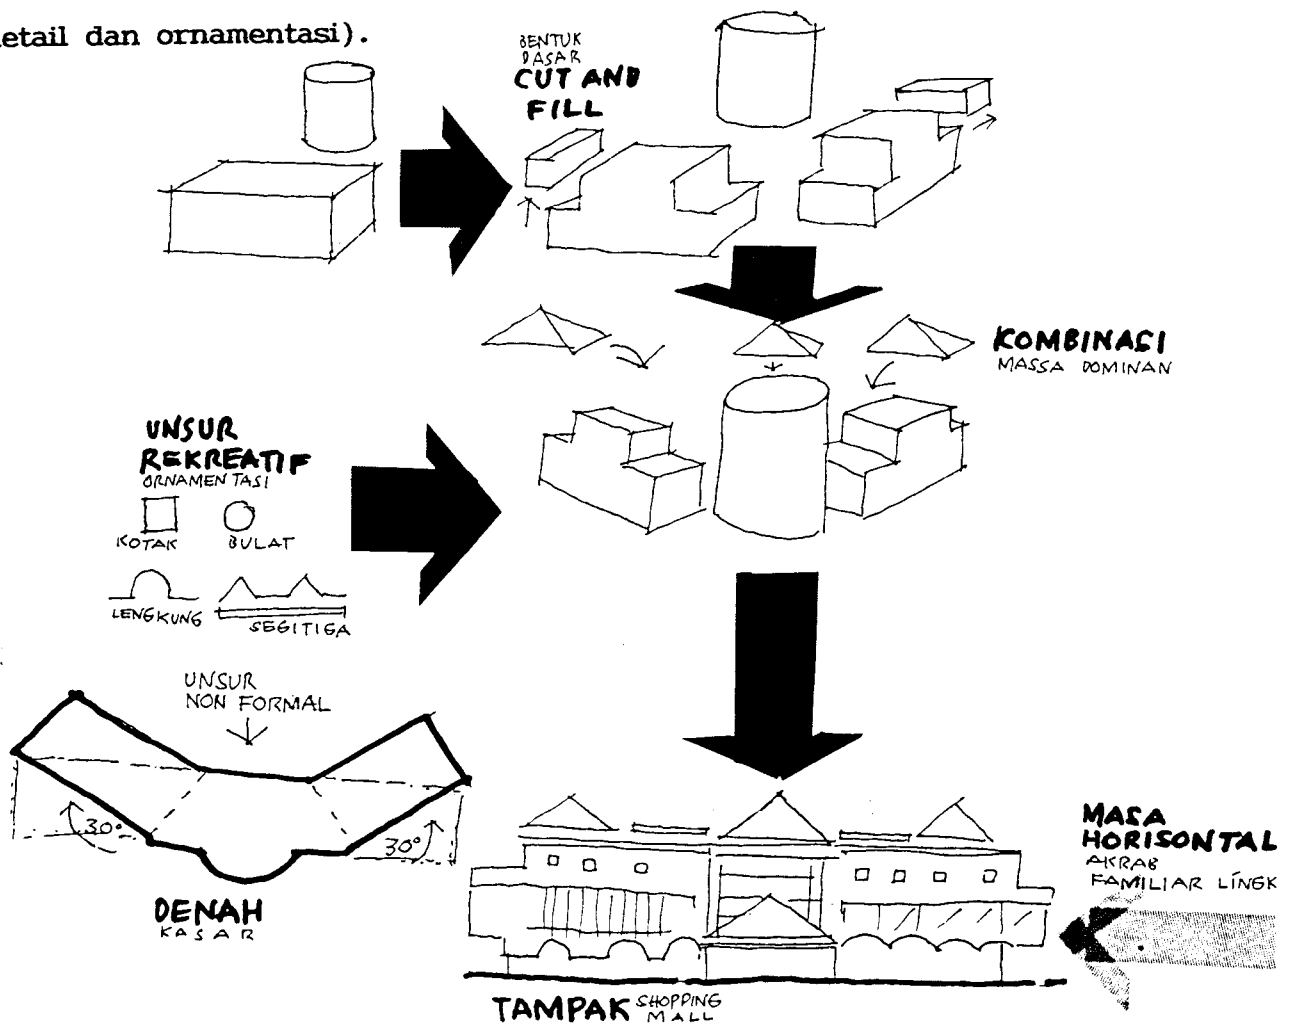 etail dan ornamentasi).
BENTUK
DASAR
CUT AND
FILL
KOMBINASI
MASSA DOMINAN
UNSUR
REKREATIF
ORNAMENTASI
KOTAK BULAT
LENGKUNG SEGITIGA
UNSUR
NON FORMAL
30° 30°
DENAH
KASAR
MASA
HORISONTAL
AKRAB
FAMILIAR LINGK
TAMPAK SHOPPING
MALL